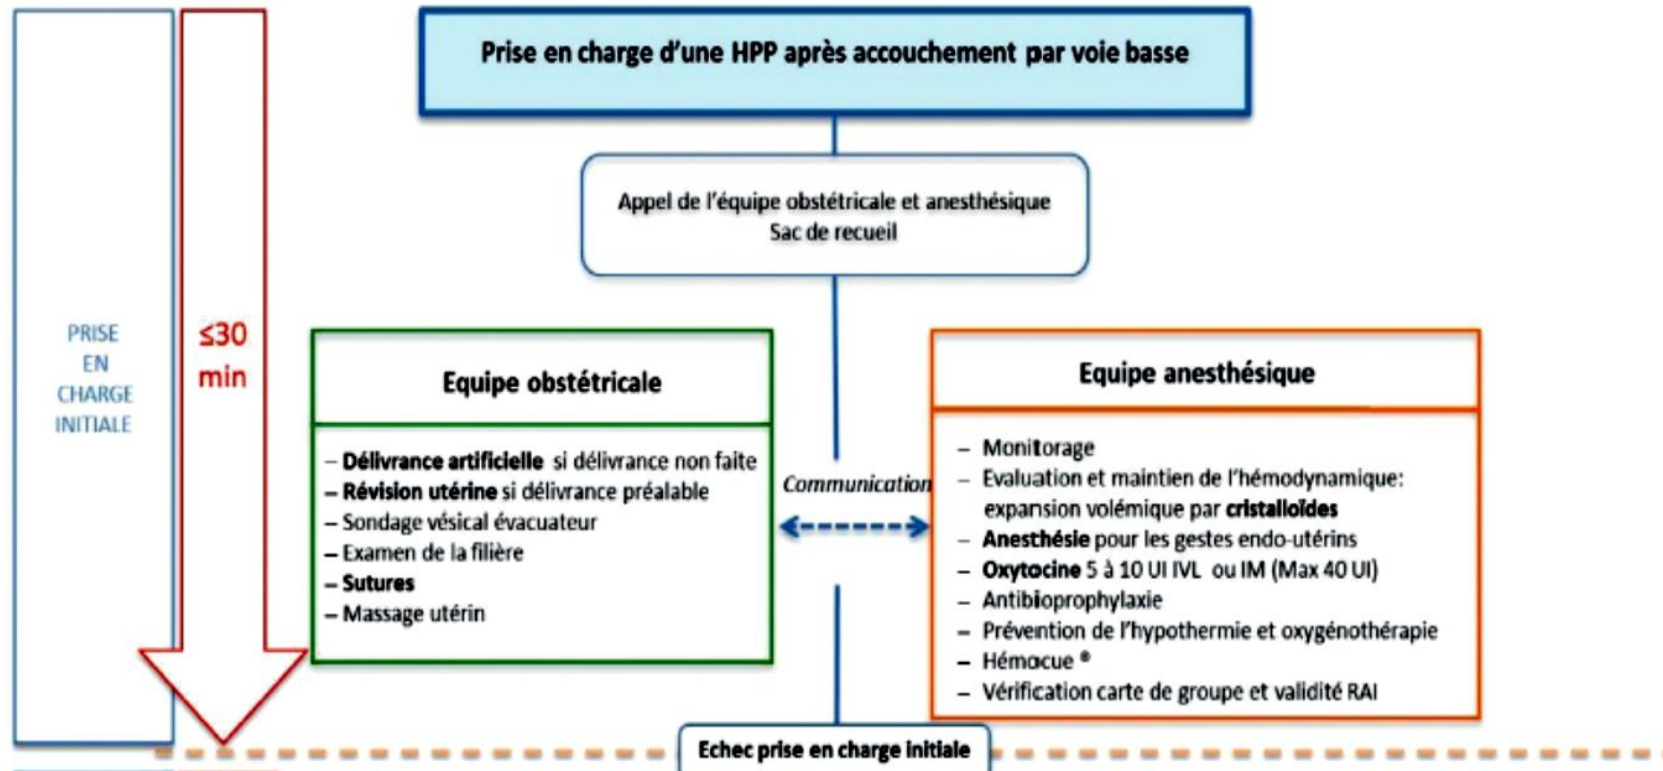 Prise en charge d'une HPP après accouchement par voie basse
Appel de l'équipe obstétricale et anesthésique
Sac de recueil
PRISE
EN
CHARGE
INITIALE
≤30
min
Equipe obstétricale
– Délivrance artificielle si délivrance non faite
– Révision utérine si délivrance préalable
– Sondage vésical évacuateur
– Examen de la filière
– Sutures
– Massage utérin
Communication
Equipe anesthésique
– Monitorage
– Evaluation et maintien de l'hémodynamique:
expansion volémique par cristalloïdes
– Anesthésie pour les gestes endo-utérins
– Oxytocine 5 à 10 UI IVL ou IM (Max 40 UI)
– Antibioprophylaxie
– Prévention de l'hypothermie et oxygénothérapie
– Hémocue ®
– Vérification carte de groupe et validité RAI
Echec prise en charge initiale